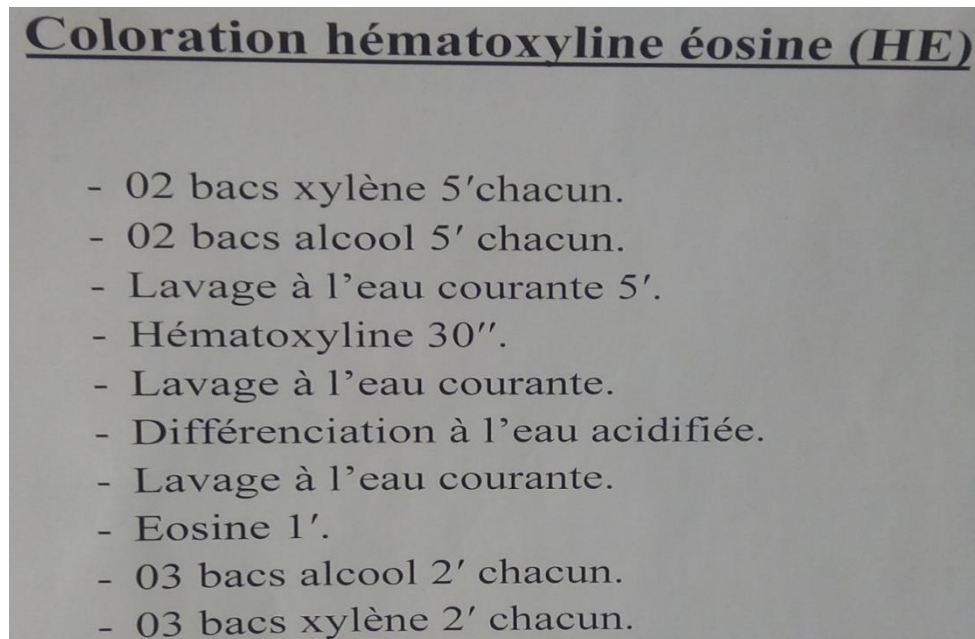 Coloration hématoxyline éosine (HE)
- 02 bacs xylène 5′chacun.
- 02 bacs alcool 5′ chacun.
- Lavage à l’eau courante 5′.
- Hématoxyline 30′′.
- Lavage à l’eau courante.
- Différenciation à l’eau acidifiée.
- Lavage à l’eau courante.
- Eosine 1′.
- 03 bacs alcool 2′ chacun.
- 03 bacs xylène 2′ chacun.